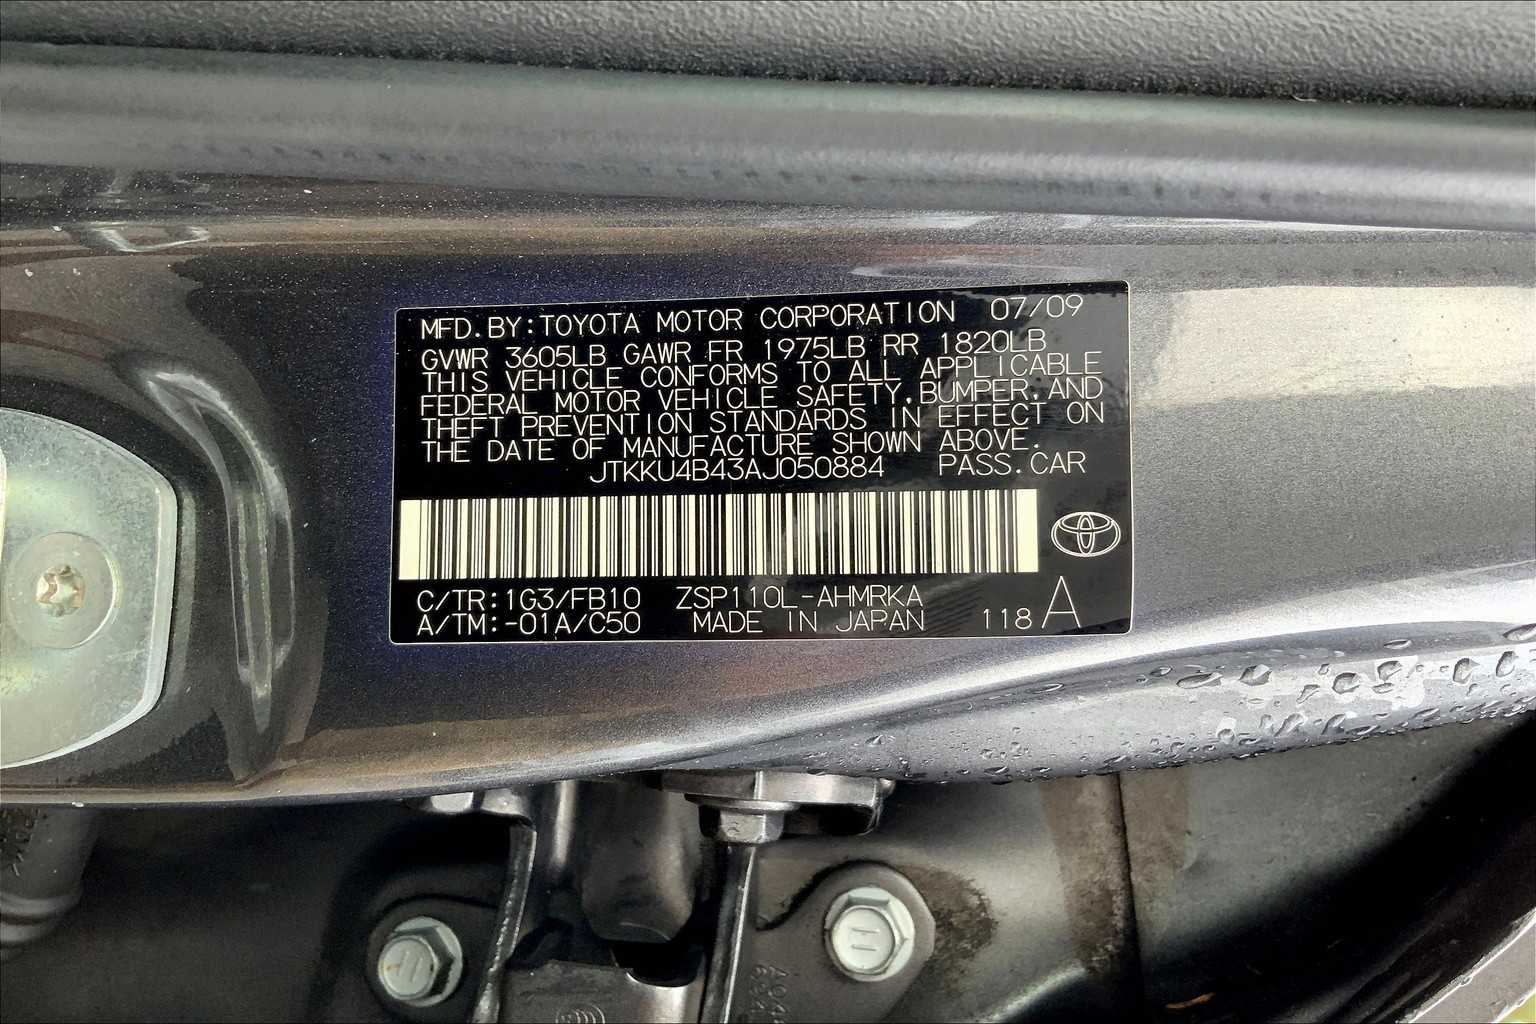 MFD.BY:TOYOTA MOTOR CORPORATION 07/09
GVWR 3605LB GAWR FR 1975LB RR 1820LB
THIS VEHICLE CONFORMS TO ALL APPLICABLE
FEDERAL MOTOR VEHICLE SAFETY,BUMPER,AND
THEFT PREVENTION STANDARDS IN EFFECT ON
THE DATE OF MANUFACTURE SHOWN ABOVE.
JTKKU4B43AJ050884 PASS.CAR
C/TR:1G3/FB10 ZSP110L-AHMRKA
A/TM:-01A/C50 MADE IN JAPAN 118 A